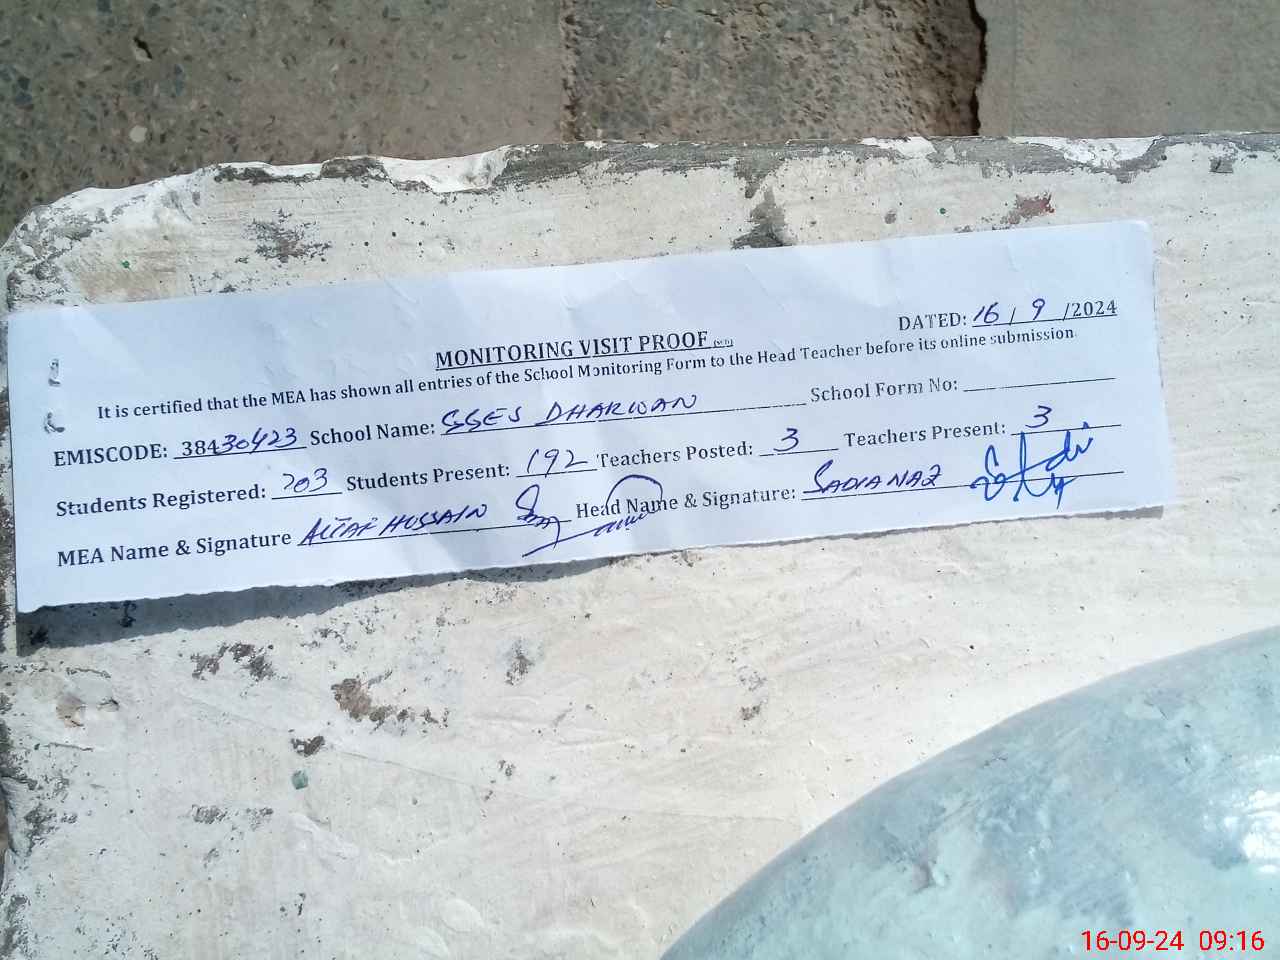 DATED: 16 / 9 /2024
MONITORING VISIT PROOF
It is certified that the MEA has shown all entries of the School Monitoring Form to the Head Teacher before its online submission.
EMISCODE: 38430423 School Name: GGES DHARWAN School Form No:
Students Registered: 203 Students Present: 192 Teachers Posted: 3 Teachers Present: 3
MEA Name & Signature ALTAF HUSSAIN Head Name & Signature: SADIA NAZ
16-09-24 09:16